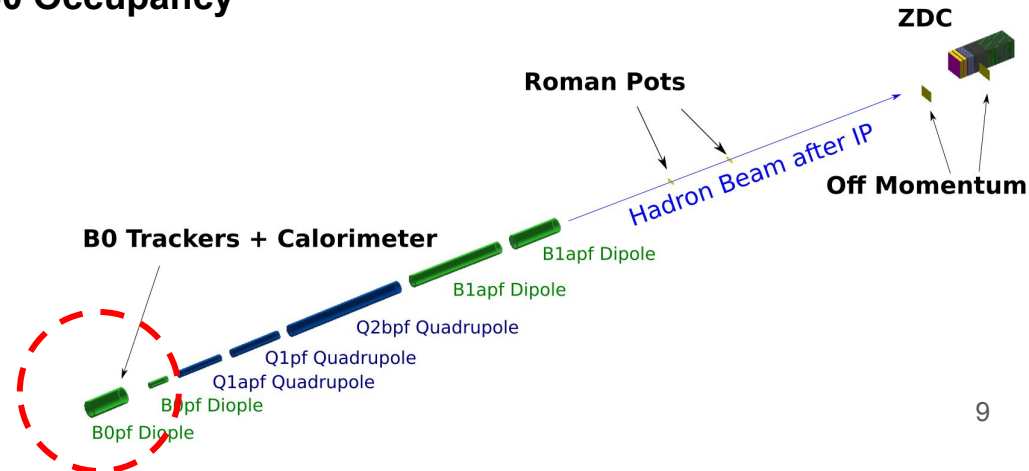 Occupancy
ZDC
Roman Pots
Hadron Beam after IP
Off Momentum
B0 Trackers + Calorimeter
B1apf Dipole
B1apf Dipole
Q2bpf Quadrupole
Q1pf Quadrupole
Q1apf Quadrupole
B0pf Diople
B0pf Diople
9